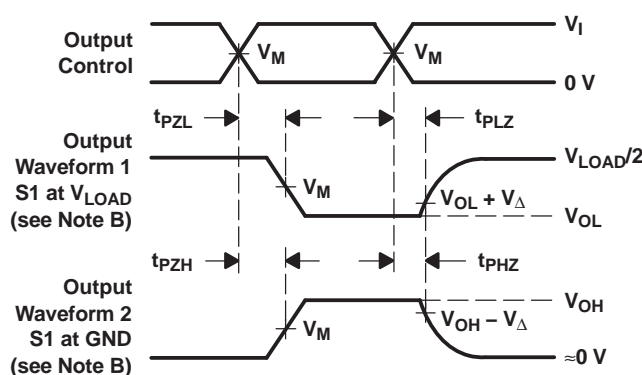 Output
Control
V_M
V_M
V_I
0 V
t_PZL
t_PLZ
Output
Waveform 1
S1 at V_LOAD
(see Note B)
V_M
V_LOAD/2
V_OL + V_Δ
V_OL
t_PZH
t_PHZ
Output
Waveform 2
S1 at GND
(see Note B)
V_M
V_OH
V_OH – V_Δ
≈0 V